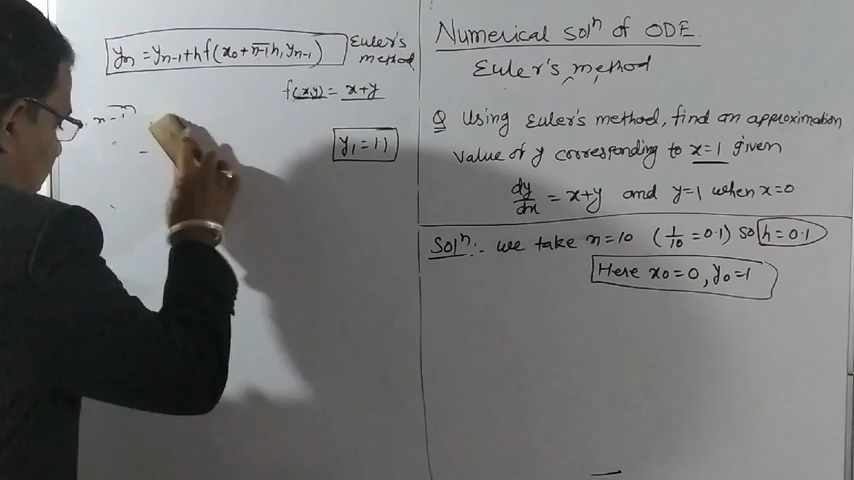 yn = yn-1 + hf(x0 + n-1 h, yn-1) Euler's method
f(x,y) = x+y
n-1
y1 = 1.1
Numerical solⁿ of ODE.
Euler's method
Q Using Euler's method, find an approximation
value of y corresponding to x=1 given
dy/dx = x+y and y=1 when x=0
Solⁿ:- we take n=10 (1/10 = 0.1) so h=0.1
Here x0=0, y0=1